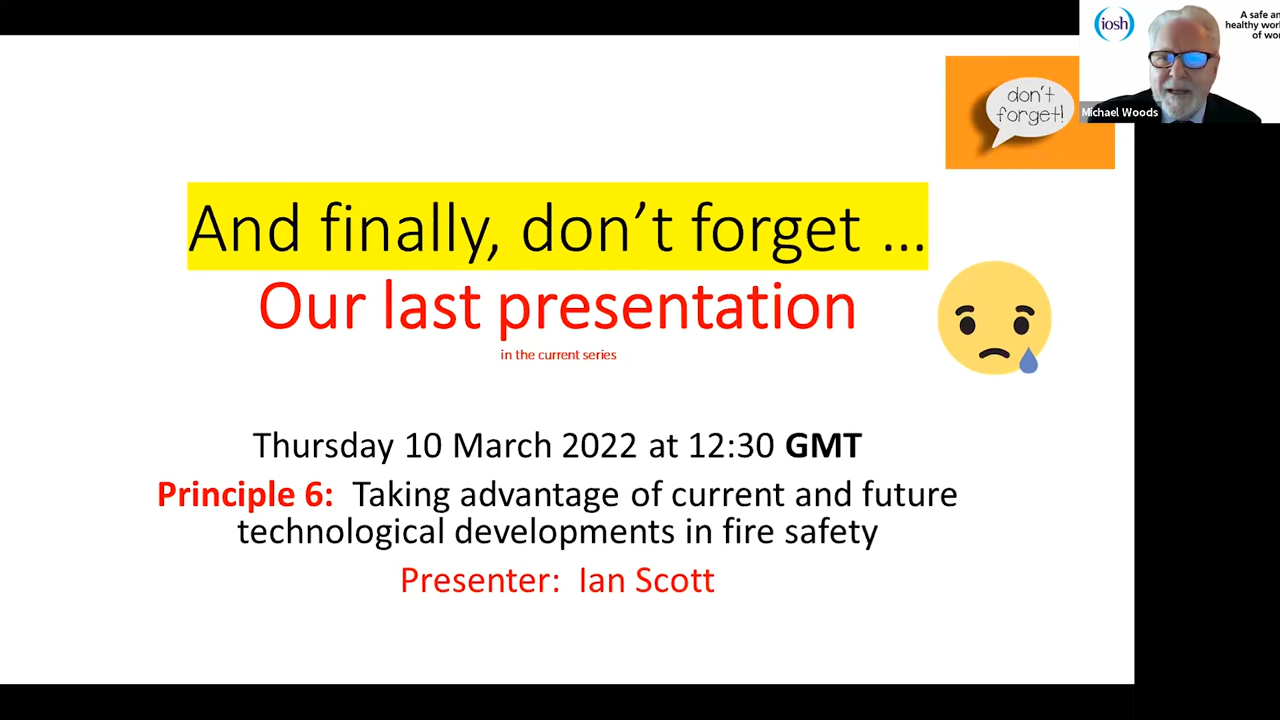 iosh
A safe an
healthy worl
of wor
don't
forget!
Michael Woods
And finally, don’t forget …
Our last presentation
in the current series
Thursday 10 March 2022 at 12:30 GMT
Principle 6: Taking advantage of current and future
technological developments in fire safety
Presenter: Ian Scott